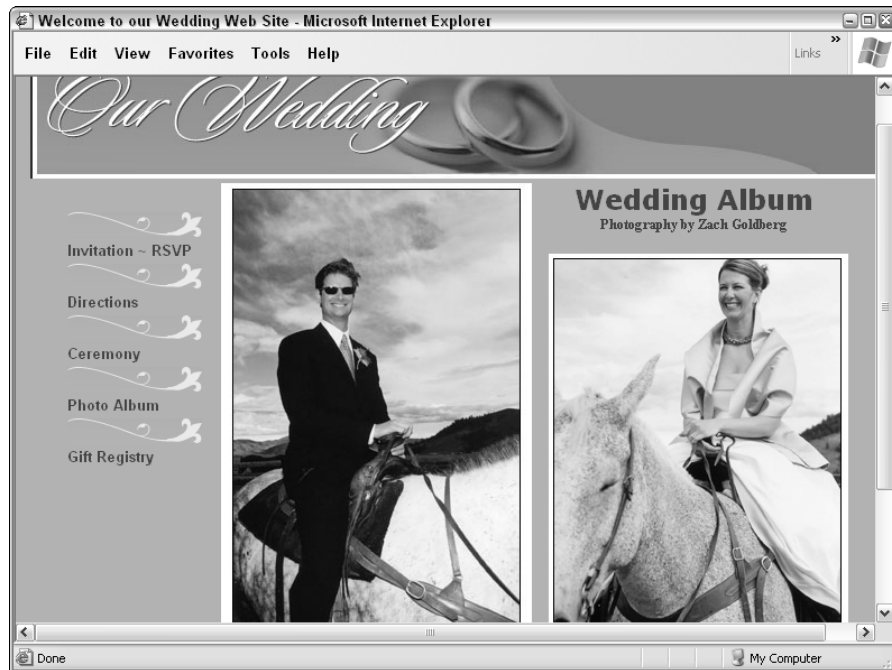 Welcome to our Wedding Web Site - Microsoft Internet Explorer
File Edit View Favorites Tools Help
Links »
Our Wedding
Wedding Album
Photography by Zach Goldberg
Invitation ~ RSVP
Directions
Ceremony
Photo Album
Gift Registry
Done
My Computer